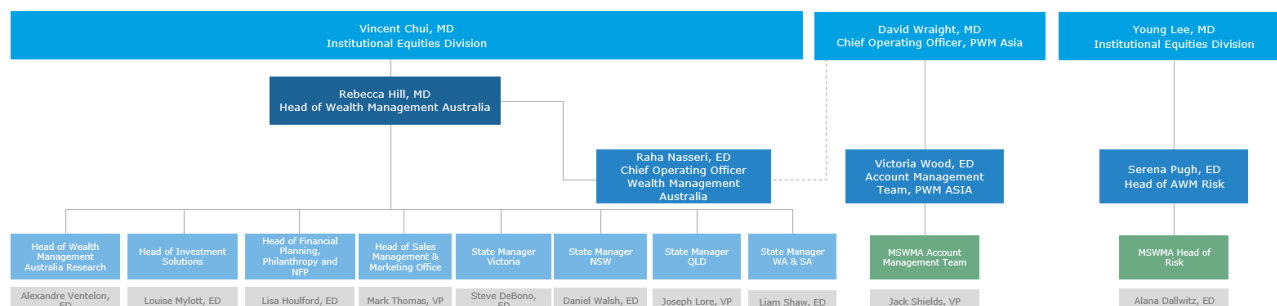 Vincent Chui, MD
Institutional Equities Division
David Wraight, MD
Chief Operating Officer, PWM Asia
Young Lee, MD
Institutional Equities Division
Rebecca Hill, MD
Head of Wealth Management Australia
Raha Nasseri, ED
Chief Operating Officer
Wealth Management
Australia
Victoria Wood, ED
Account Management
Team, PWM ASIA
Serena Pugh, ED
Head of AWM Risk
Head of Wealth
Management
Australia Research
Head of Investment
Solutions
Head of Financial
Planning,
Philanthropy and
NFP
Head of Sales
Management &
Marketing Office
State Manager
Victoria
State Manager
NSW
State Manager
QLD
State Manager
WA & SA
MSWMA Account
Management Team
MSWMA Head of
Risk
Alexandre Ventelon,
ED
Louise Mylott, ED
Lisa Houlford, ED
Mark Thomas, VP
Steve DeBono,
ED
Daniel Walsh, ED
Joseph Lore, VP
Liam Shaw, ED
Jack Shields, VP
Alana Dallwitz, ED